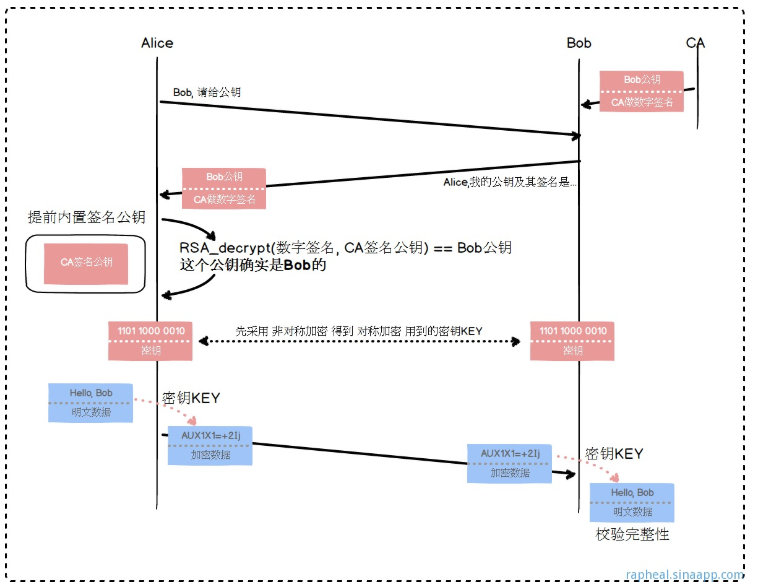 Alice
Bob
CA
Bob公钥
CA做数字签名
Bob, 请给公钥
Bob公钥
CA做数字签名
Alice,我的公钥及其签名是...
提前内置签名公钥
CA签名公钥
RSA_decrypt(数字签名, CA签名公钥) == Bob公钥
这个公钥确实是Bob的
1101 1000 0010
密钥
先采用 非对称加密 得到 对称加密 用到的密钥KEY
1101 1000 0010
密钥
Hello, Bob
明文数据
密钥KEY
AUX1X1=+21j
加密数据
AUX1X1=+21j
加密数据
密钥KEY
Hello, Bob
明文数据
校验完整性
rapheal.sinaapp.com